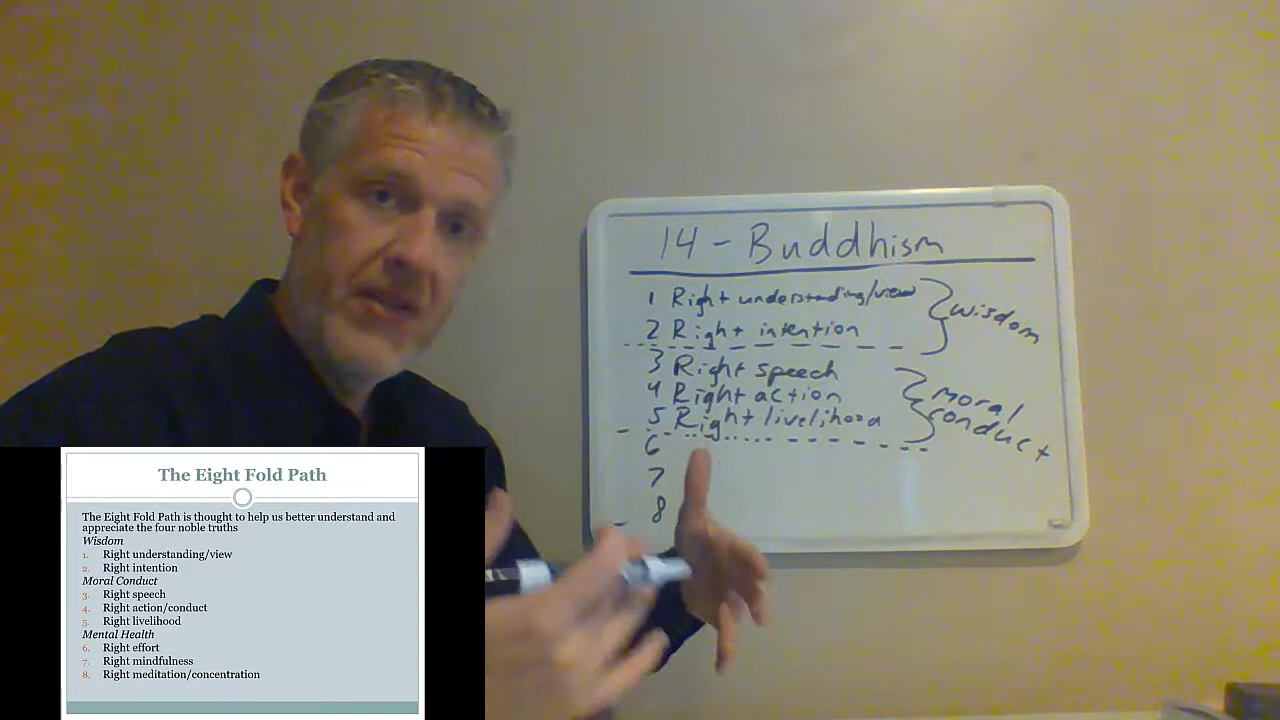 14 - Buddhism
1 Right understanding/view
2 Right intention
wisdom
3 Right speech
4 Right action
5 Right livelihood
moral
conduct
6
7
8
The Eight Fold Path
The Eight Fold Path is thought to help us better understand and
appreciate the four noble truths
Wisdom
1. Right understanding/view
2. Right intention
Moral Conduct
3. Right speech
4. Right action/conduct
5. Right livelihood
Mental Health
6. Right effort
7. Right mindfulness
8. Right meditation/concentration